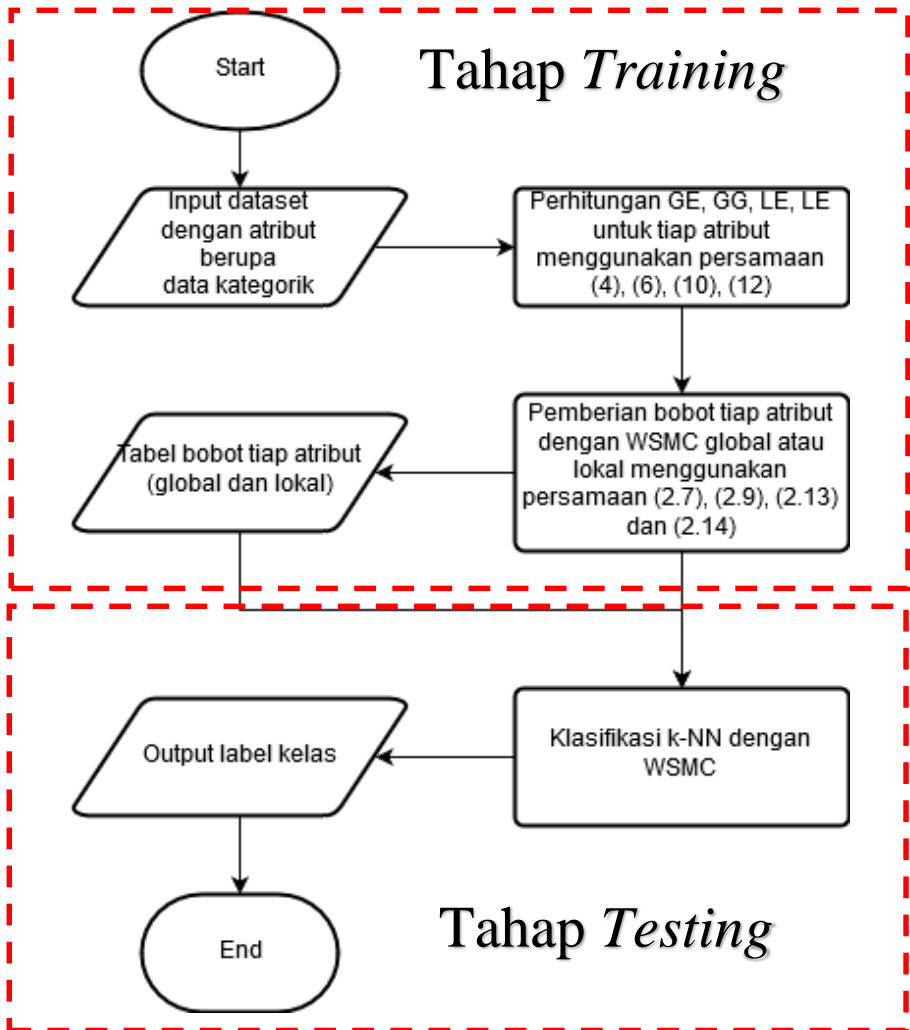 Start
Tahap Training
Input dataset
dengan atribut
berupa
data kategorik
Perhitungan GE, GG, LE, LE
untuk tiap atribut
menggunakan persamaan
(4), (6), (10), (12)
Pemberian bobot tiap atribut
dengan WSMC global atau
lokal menggunakan
persamaan (2.7), (2.9), (2.13)
dan (2.14)
Tabel bobot tiap atribut
(global dan lokal)
Klasifikasi k-NN dengan
WSMC
Output label kelas
End
Tahap Testing